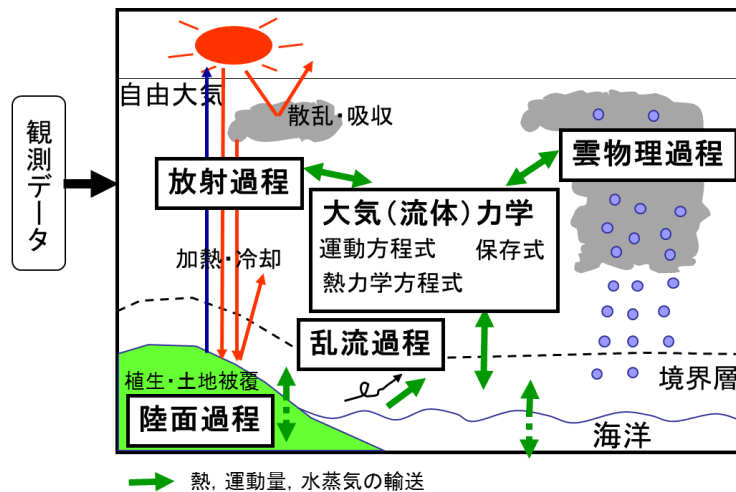 自由大気
散乱・吸収
観測データ
雲物理過程
放射過程
大気(流体)力学
運動方程式 保存式
熱力学方程式
加熱・冷却
乱流過程
境界層
植生・土地被覆
陸面過程
海洋
熱, 運動量, 水蒸気の輸送